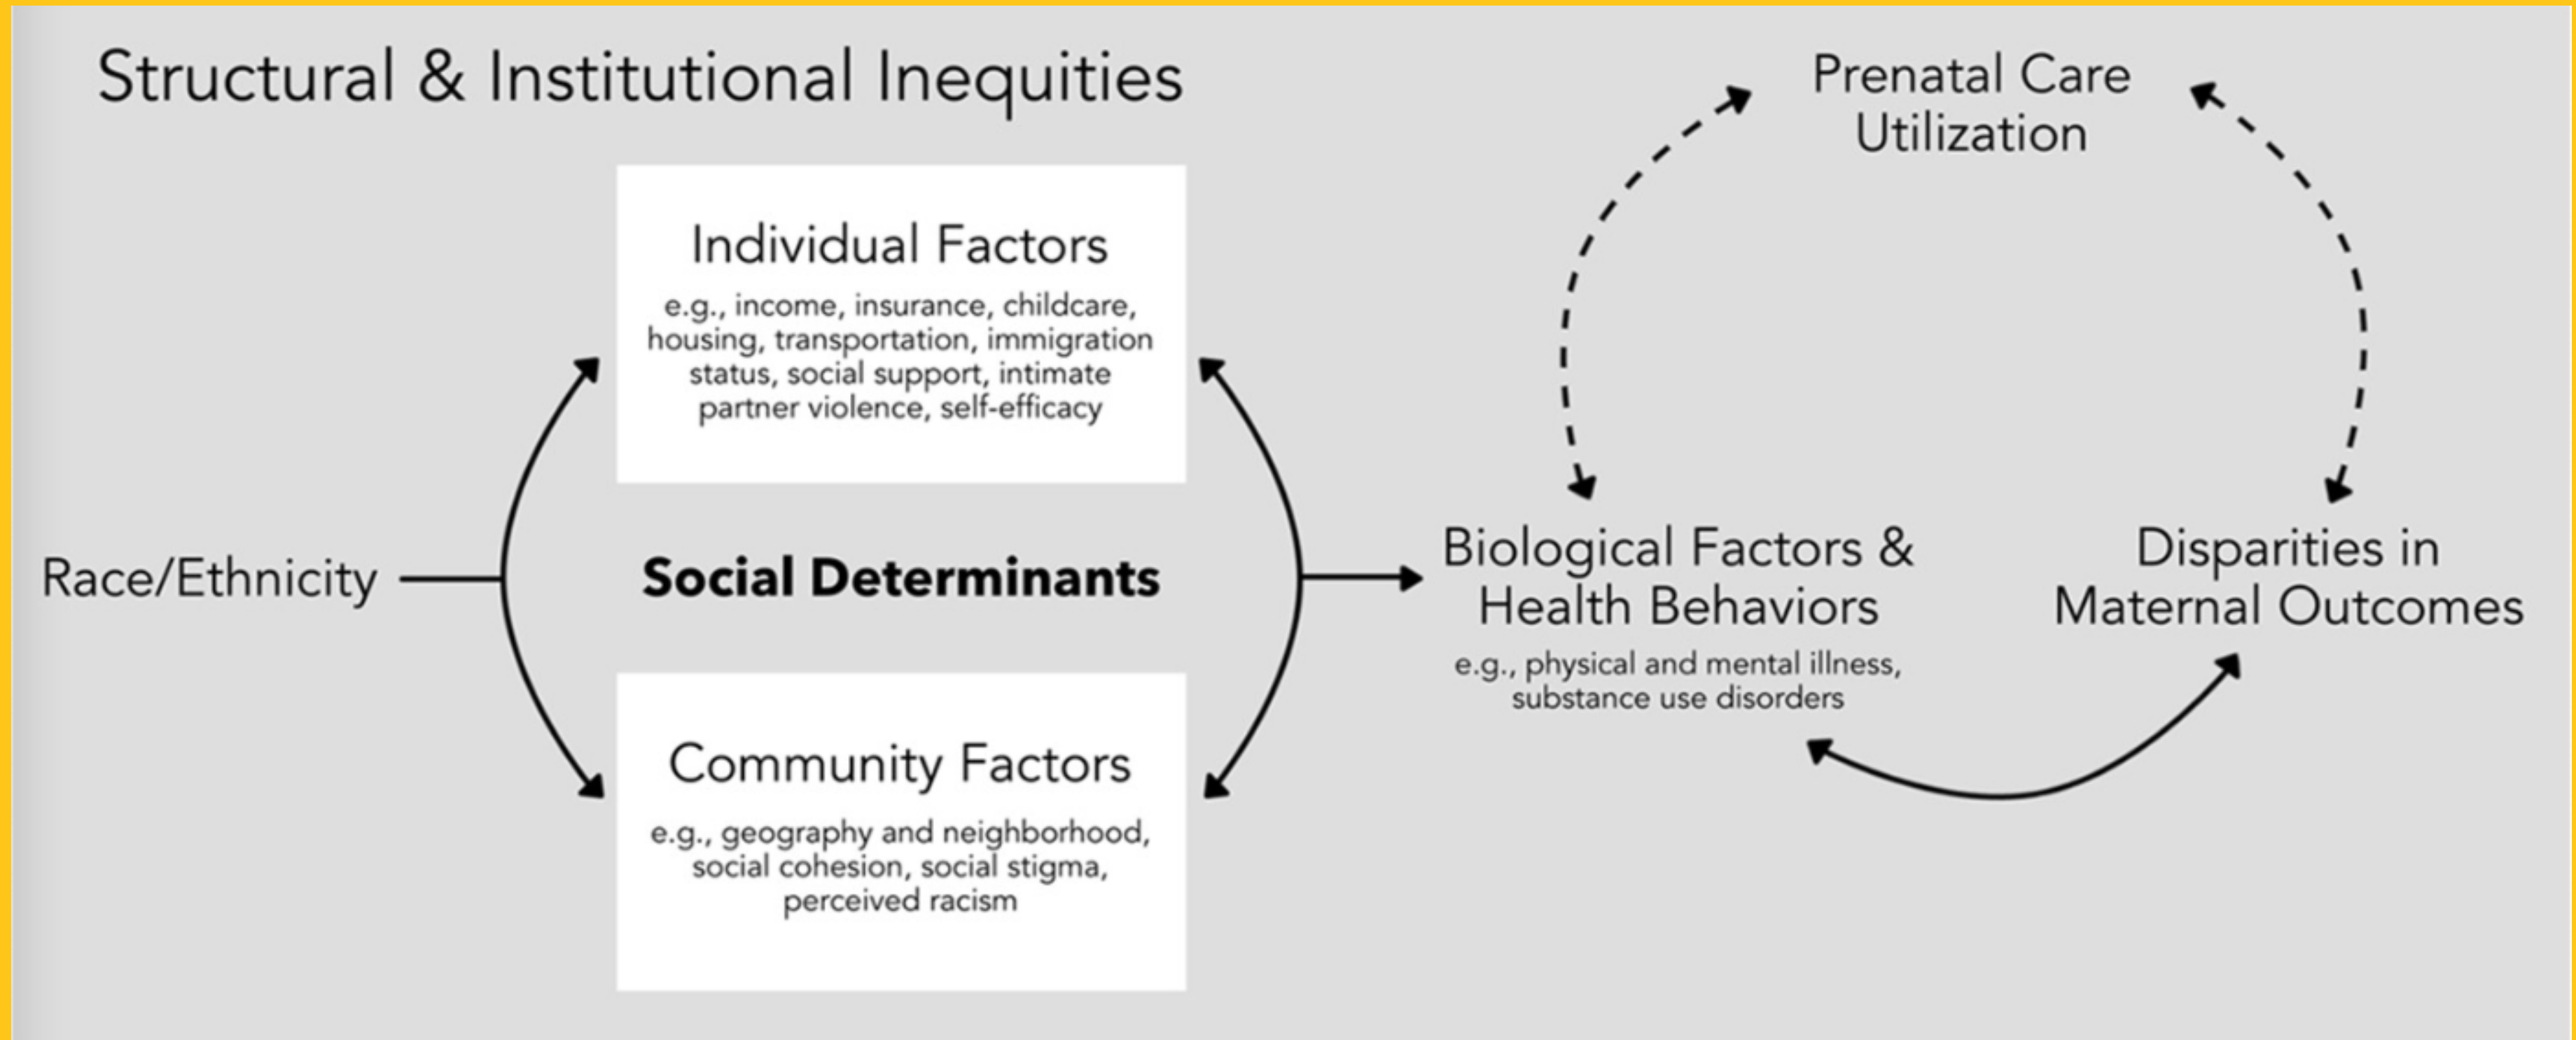 Structural & Institutional Inequities
Prenatal Care
Utilization
Individual Factors
e.g., income, insurance, childcare,
housing, transportation, immigration
status, social support, intimate
partner violence, self-efficacy
Race/Ethnicity
Social Determinants
Biological Factors &
Health Behaviors
e.g., physical and mental illness,
substance use disorders
Disparities in
Maternal Outcomes
Community Factors
e.g., geography and neighborhood,
social cohesion, social stigma,
perceived racism